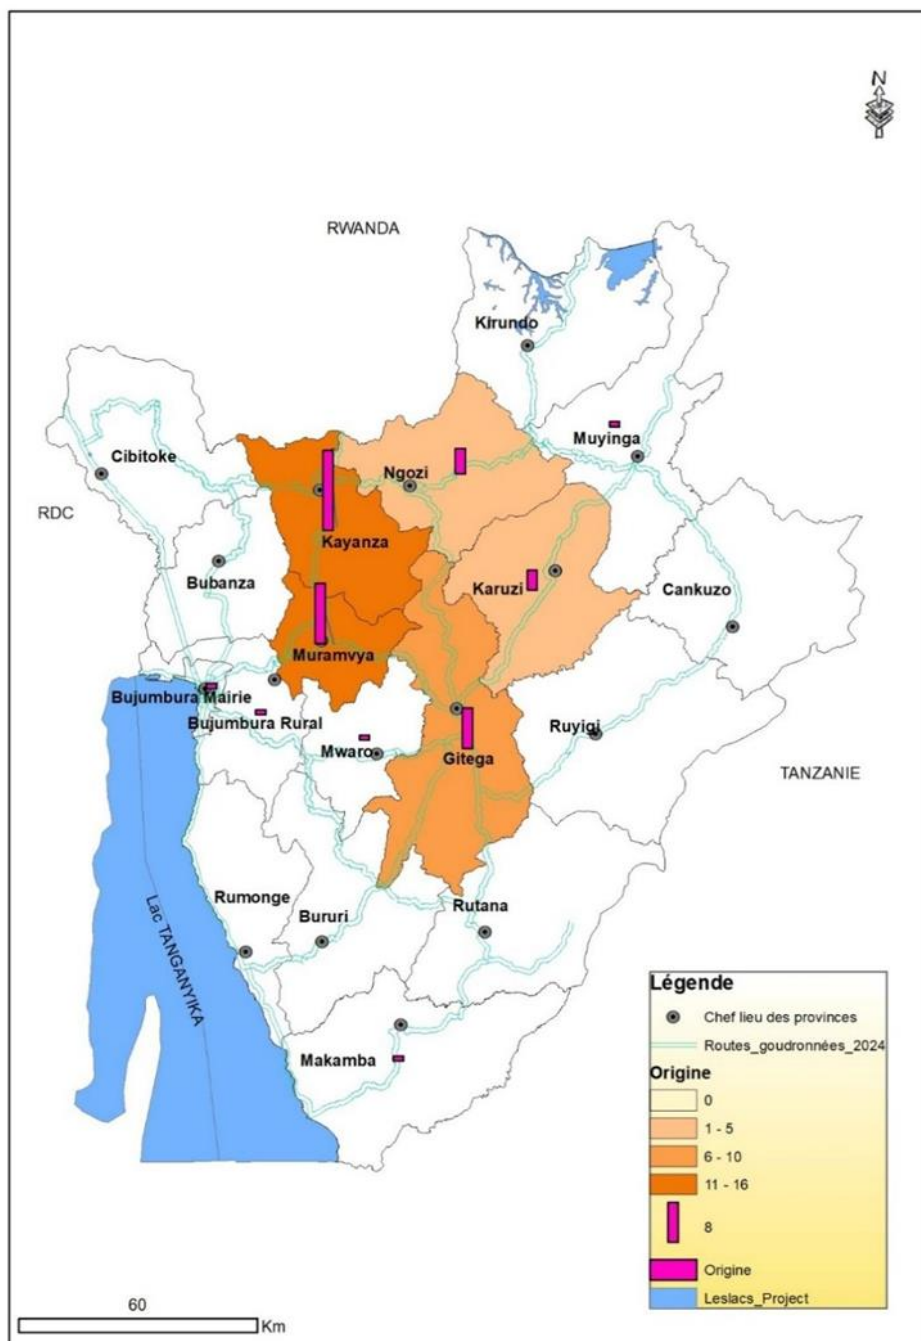 N
RWANDA
Kirundo
Muyinga
Cibitoke
Ngozi
RDC
Kayanza
Bubanza
Karuzi
Cankuzo
Muramvya
Bujumbura Mairie
Bujumbura Rural
Mwaro
Gitega
Ruyigi
TANZANIE
Rumonge
Bururi
Rutana
Lac TANGANYIKA
Makamba
Légende
Chef lieu des provinces
Routes_goudronnées_2024
Origine
0
1 - 5
6 - 10
11 - 16
8
Origine
Leslacs_Project
60
Km